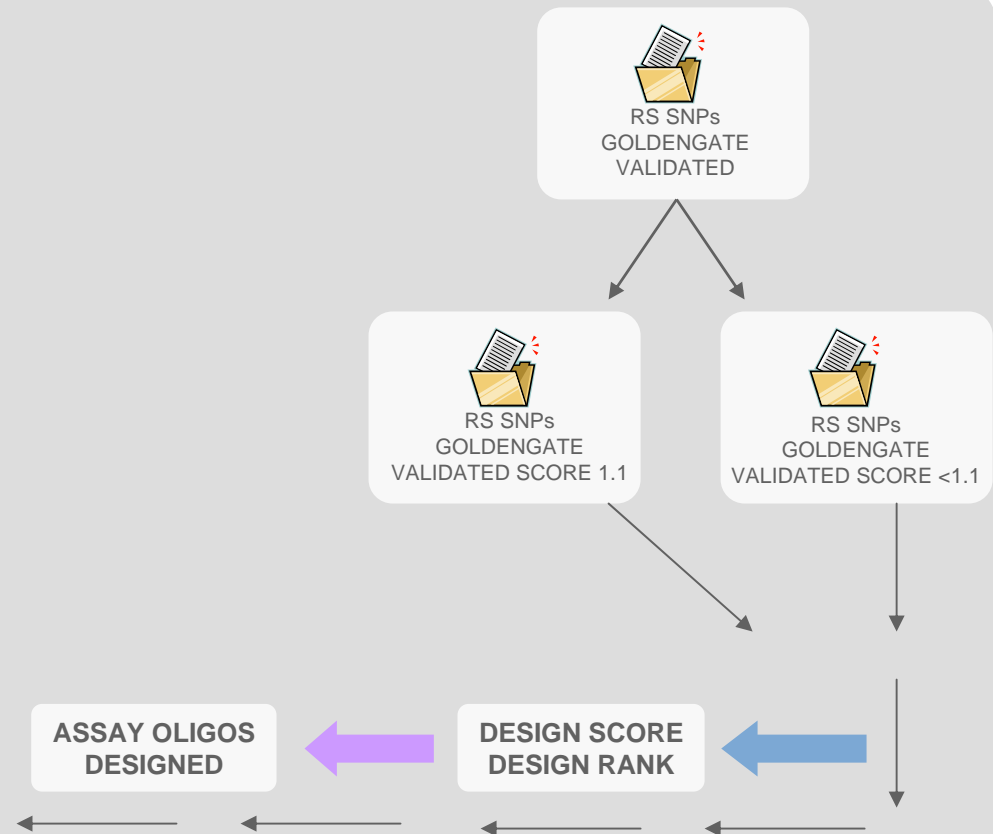 RS SNPs
GOLDENGATE
VALIDATED
RS SNPs
GOLDENGATE
VALIDATED SCORE 1.1
RS SNPs
GOLDENGATE
VALIDATED SCORE <1.1
ASSAY OLIGOS
DESIGNED
DESIGN SCORE
DESIGN RANK